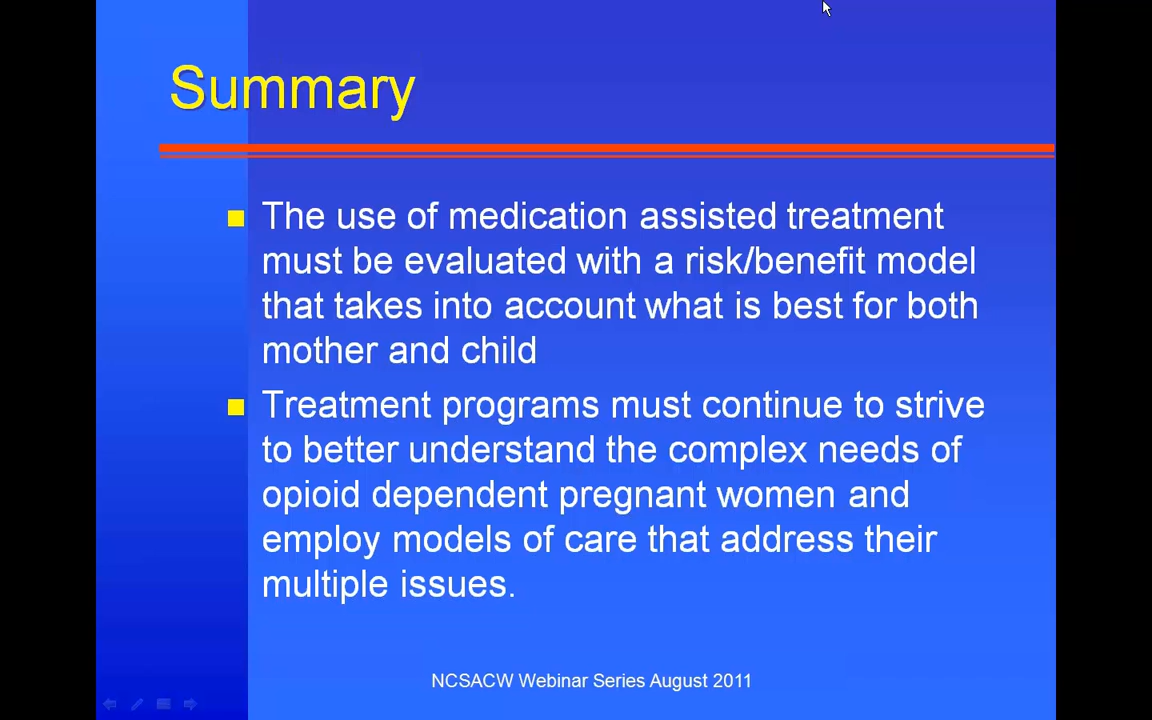 Summary
The use of medication assisted treatment
must be evaluated with a risk/benefit model
that takes into account what is best for both
mother and child
Treatment programs must continue to strive
to better understand the complex needs of
opioid dependent pregnant women and
employ models of care that address their
multiple issues.
NCSACW Webinar Series August 2011